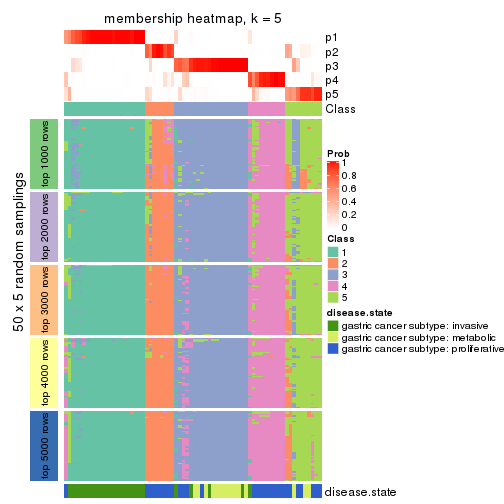 membership heatmap, k = 5
p1
p2
p3
p4
p5
Class
50 x 5 random samplings
top 1000 rows
top 2000 rows
top 3000 rows
top 4000 rows
top 5000 rows
Prob
1
0.8
0.6
0.4
0.2
0
Class
1
2
3
4
5
disease.state
gastric cancer subtype: invasive
gastric cancer subtype: metabolic
gastric cancer subtype: proliferative
disease.state